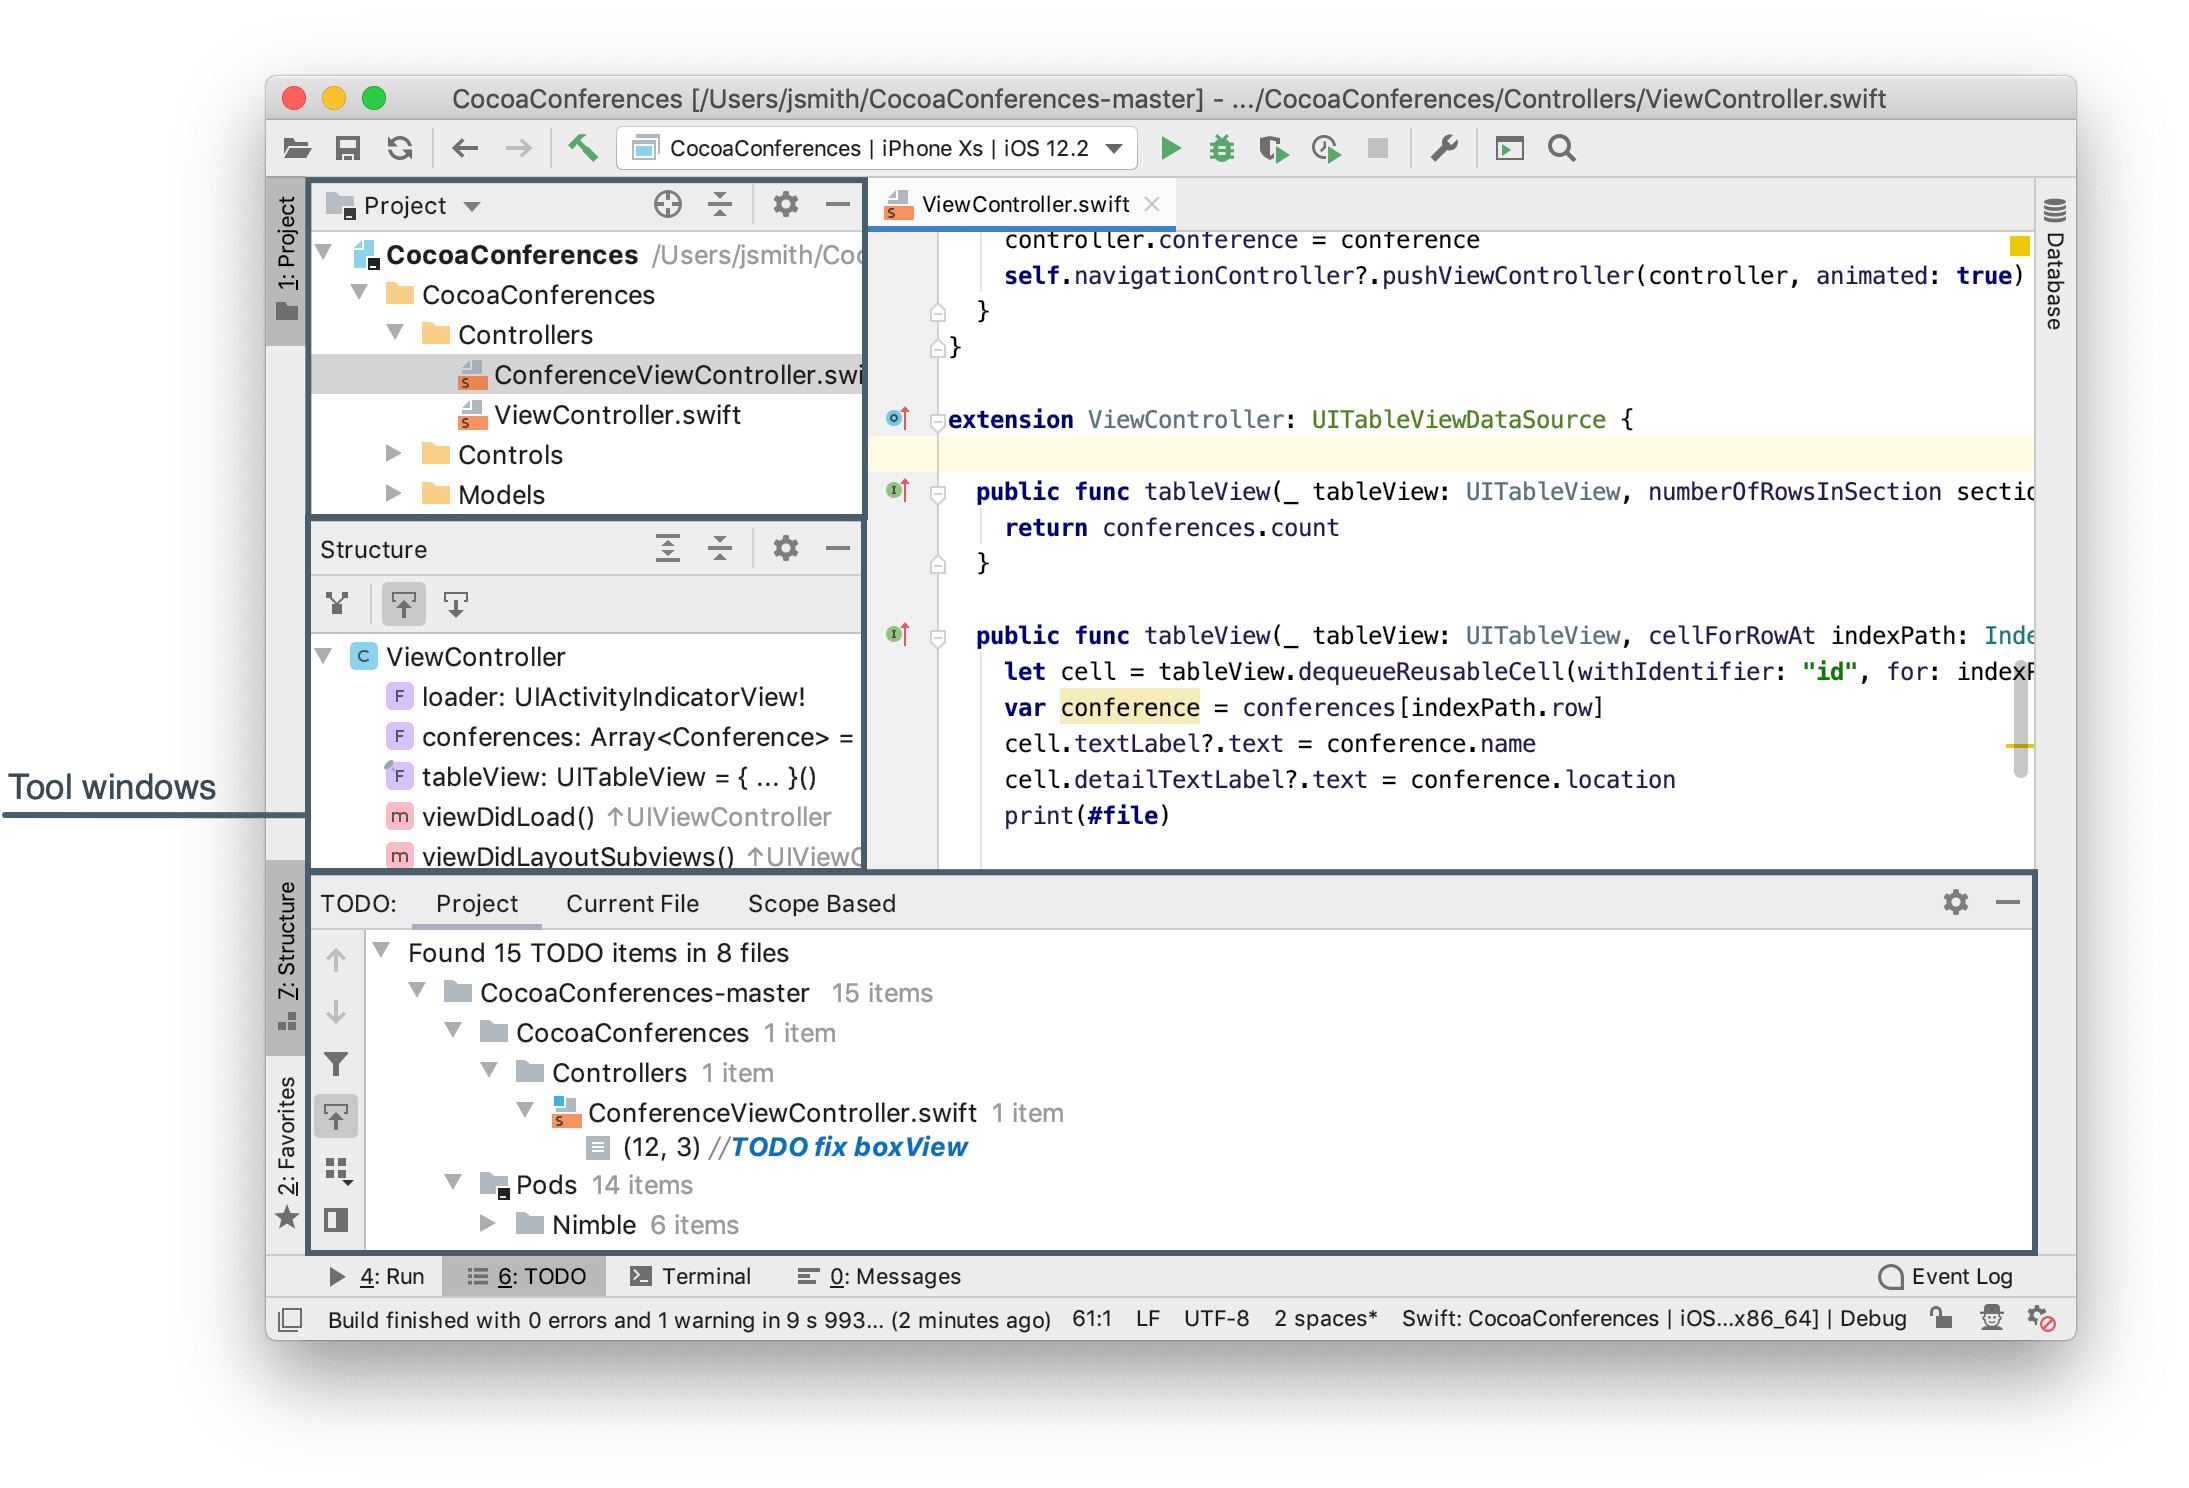 CocoaConferences [/Users/jsmith/CocoaConferences-master] - .../CocoaConferences/Controllers/ViewController.swift
CocoaConferences | iPhone Xs | iOS 12.2
1: Project
Project
CocoaConferences /Users/jsmith/Coc
CocoaConferences
Controllers
ConferenceViewController.swi
ViewController.swift
Controls
Models
Structure
C ViewController
F loader: UIActivityIndicatorView!
F conferences: Array<Conference> =
F tableView: UITableView = { ... }()
m viewDidLoad() ↑UIViewController
m viewDidLayoutSubviews() ↑UIViewC
Tool windows
ViewController.swift
controller.conference = conference
self.navigationController?.pushViewController(controller, animated: true)
}
}
extension ViewController: UITableViewDataSource {
public func tableView(_ tableView: UITableView, numberOfRowsInSection sectio
return conferences.count
}
public func tableView(_ tableView: UITableView, cellForRowAt indexPath: Inde
let cell = tableView.dequeueReusableCell(withIdentifier: "id", for: indexP
var conference = conferences[indexPath.row]
cell.textLabel?.text = conference.name
cell.detailTextLabel?.text = conference.location
print(#file)
Database
7: Structure
2: Favorites
TODO: Project Current File Scope Based
Found 15 TODO items in 8 files
CocoaConferences-master 15 items
CocoaConferences 1 item
Controllers 1 item
ConferenceViewController.swift 1 item
(12, 3) //TODO fix boxView
Pods 14 items
Nimble 6 items
4: Run 6: TODO Terminal 0: Messages Event Log
Build finished with 0 errors and 1 warning in 9 s 993... (2 minutes ago) 61:1 LF UTF-8 2 spaces* Swift: CocoaConferences | iOS...x86_64] | Debug